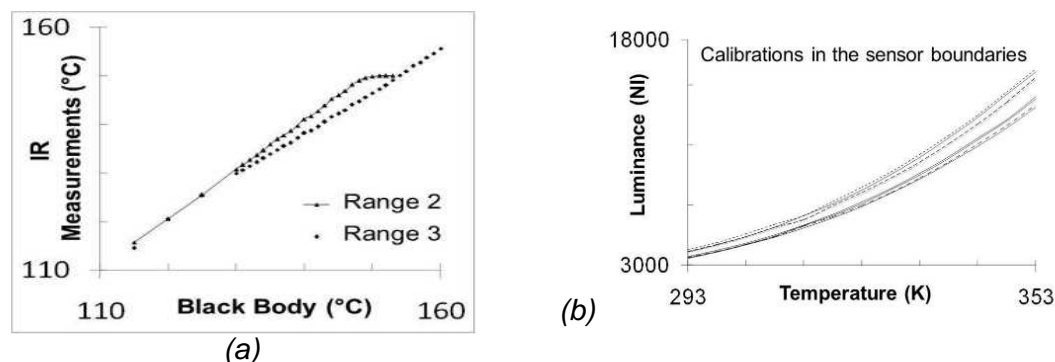 160
IR
Measurements (°C)
Range 2
Range 3
110
110
Black Body (°C)
160
(a)
18000
Calibrations in the sensor boundaries
Luminance (NI)
3000
293
Temperature (K)
353
(b)